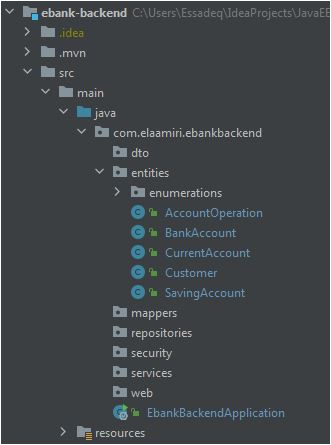 ebank-backend C:\Users\Essadeq\IdeaProjects\JavaEE
.idea
.mvn
src
main
java
com.elaamiri.ebankbackend
dto
entities
enumerations
AccountOperation
BankAccount
CurrentAccount
Customer
SavingAccount
mappers
repositories
security
services
web
EbankBackendApplication
resources